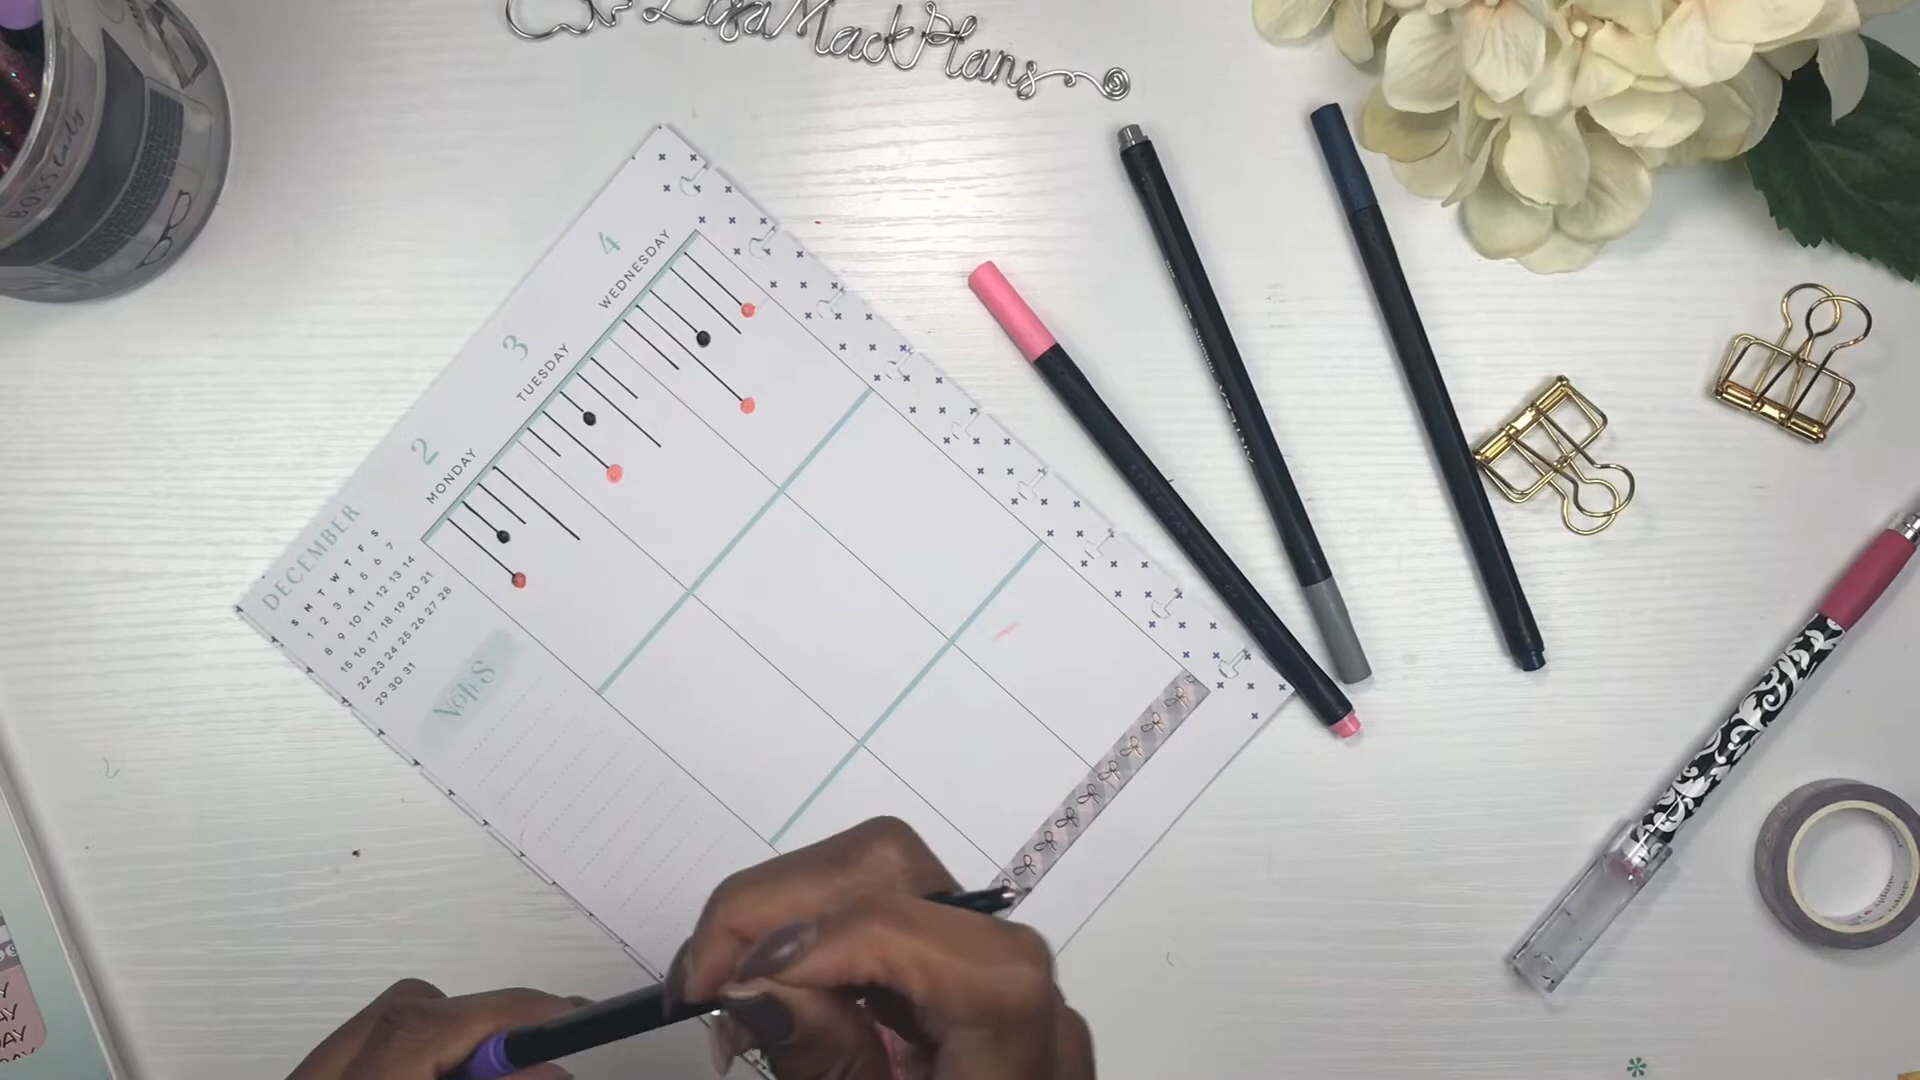 LisaMackPlans
BOSS Lady
DECEMBER
S M T W T F S
1 2 3 4 5 6 7
8 9 10 11 12 13 14
15 16 17 18 19 20 21
22 23 24 25 26 27 28
29 30 31
NOTES
2
MONDAY
3
TUESDAY
4
WEDNESDAY